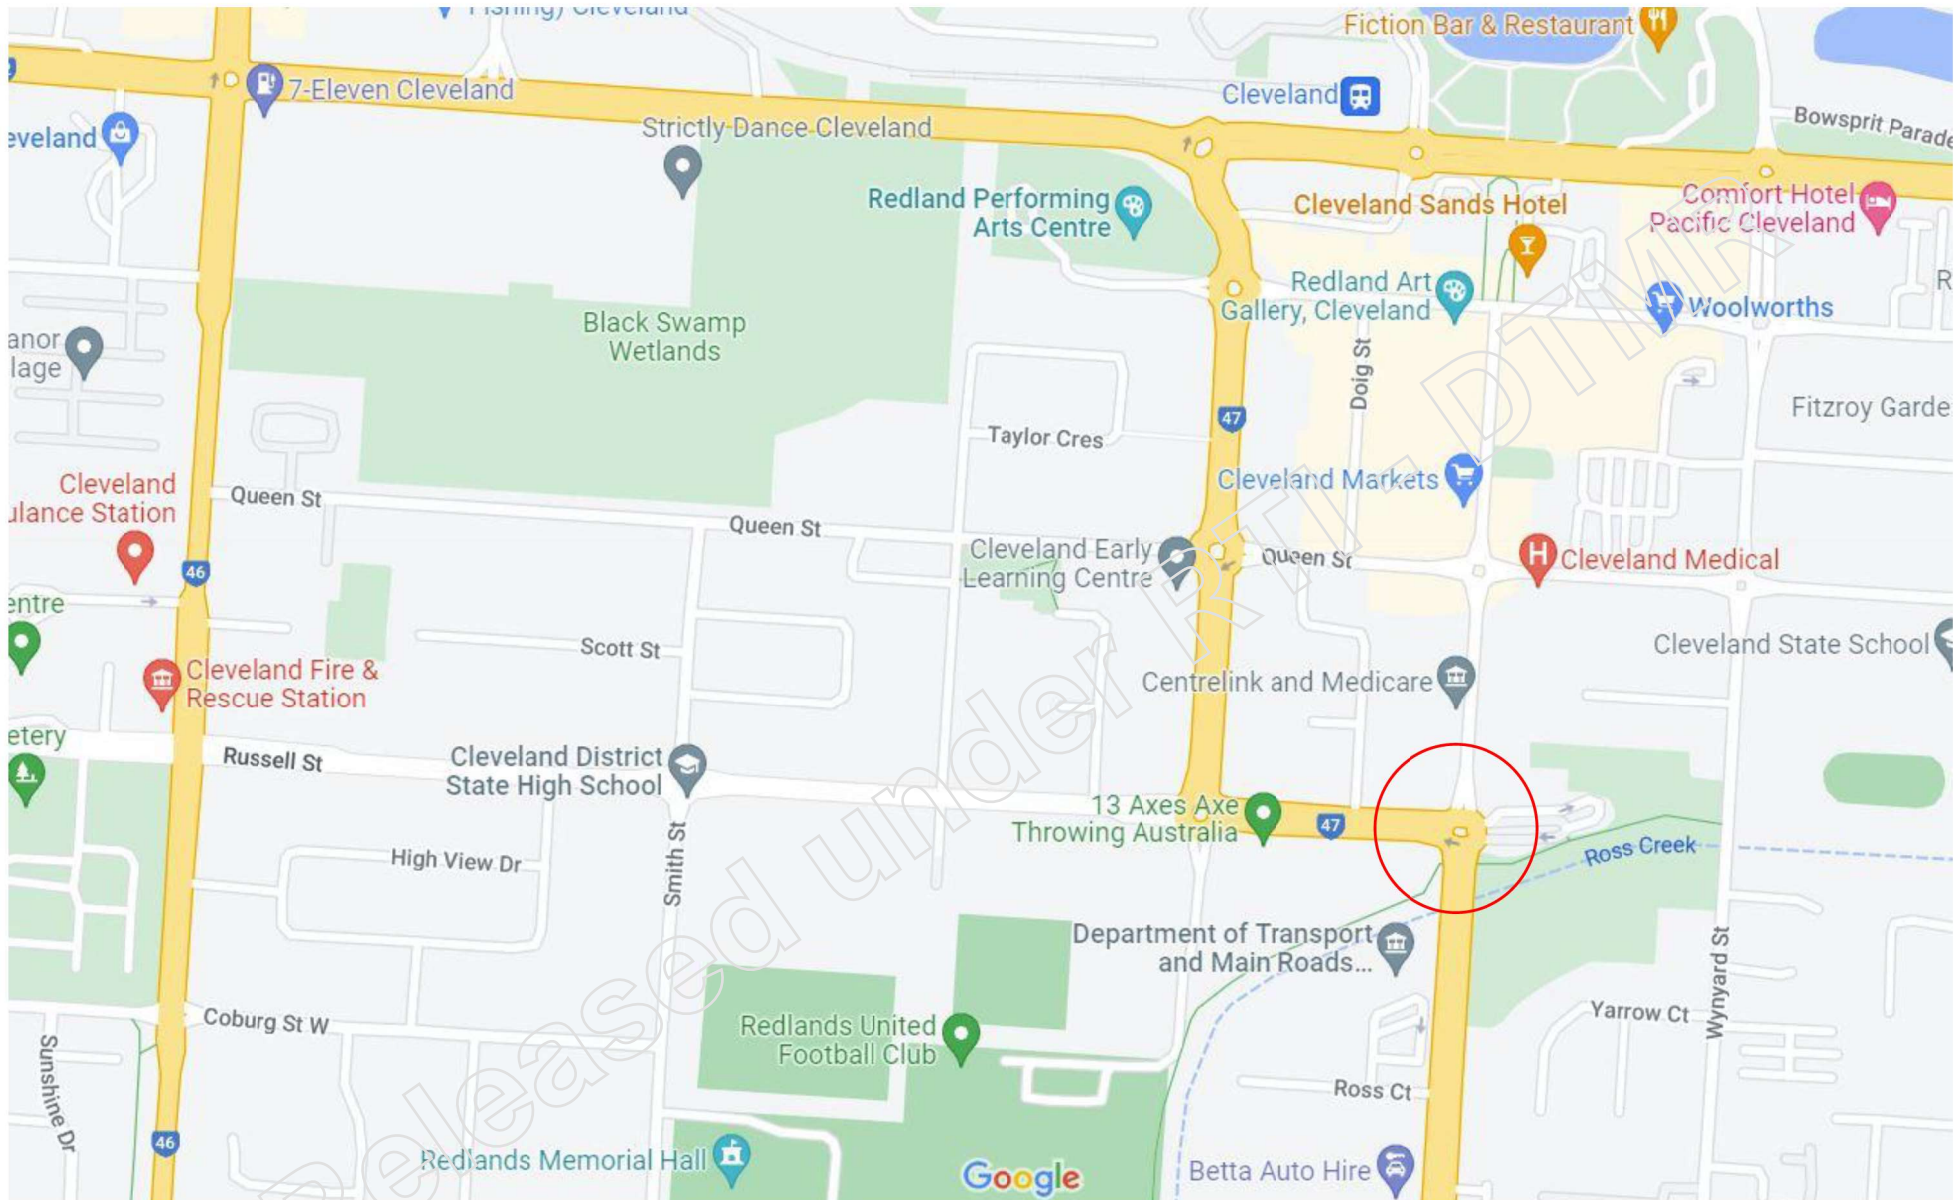 Fishing) Cleveland
Fiction Bar & Restaurant
7-Eleven Cleveland
Cleveland
Bowsprit Parade
eveland
Strictly Dance Cleveland
Redland Performing
Arts Centre
Cleveland Sands Hotel
Comfort Hotel
Pacific Cleveland
Redland Art
Gallery, Cleveland
Woolworths
R
anor
lage
Black Swamp
Wetlands
Doig St
47
Fitzroy Garde
Taylor Cres
Cleveland Markets
Cleveland
ulance Station
Queen St
Queen St
Cleveland Early
Learning Centre
Queen St
H
Cleveland Medical
46
entre
Scott St
Cleveland State School
Cleveland Fire &
Rescue Station
Centrelink and Medicare
etery
Russell St
Cleveland District
State High School
13 Axes Axe
Throwing Australia
47
Ross Creek
High View Dr
Smith St
Department of Transport
and Main Roads...
Wynyard St
Coburg St W
Redlands United
Football Club
Yarrow Ct
Sunshine Dr
Ross Ct
46
Redlands Memorial Hall
Google
Betta Auto Hire
Released under RTI - DTMR